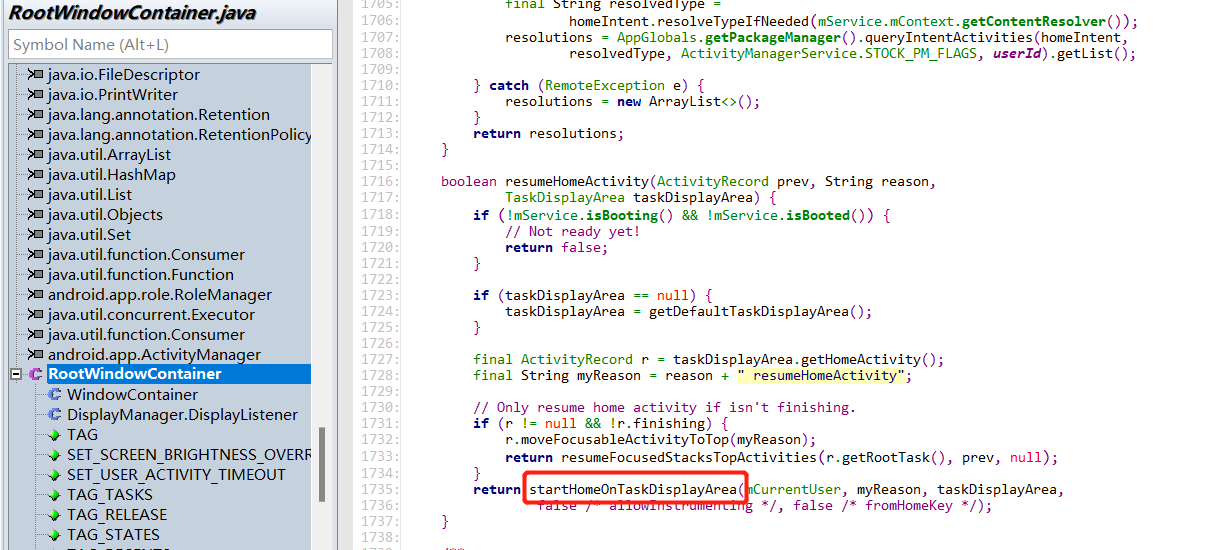 RootWindowContainer.java
Symbol Name (Alt+L)
java.io.FileDescriptor
java.io.PrintWriter
java.lang.annotation.Retention
java.lang.annotation.RetentionPolicy
java.util.ArrayList
java.util.HashMap
java.util.List
java.util.Objects
java.util.Set
java.util.function.Consumer
java.util.function.Function
android.app.role.RoleManager
java.util.concurrent.Executor
java.util.function.Consumer
android.app.ActivityManager
RootWindowContainer
WindowContainer
DisplayManager.DisplayListener
TAG
SET_SCREEN_BRIGHTNESS_OVERR
SET_USER_ACTIVITY_TIMEOUT
TAG_TASKS
TAG_RELEASE
TAG_STATES
1705: final String resolvedType =
1706: homeIntent.resolveTypeIfNeeded(mService.mContext.getContentResolver());
1707: resolutions = AppGlobals.getPackageManager().queryIntentActivities(homeIntent,
1708: resolvedType, ActivityManagerService.STOCK_PM_FLAGS, userId).getList();
1709:
1710: } catch (RemoteException e) {
1711: resolutions = new ArrayList<>();
1712: }
1713: return resolutions;
1714: }
1715:
1716: boolean resumeHomeActivity(ActivityRecord prev, String reason,
1717: TaskDisplayArea taskDisplayArea) {
1718: if (!mService.isBooting() && !mService.isBooted()) {
1719: // Not ready yet!
1720: return false;
1721: }
1722:
1723: if (taskDisplayArea == null) {
1724: taskDisplayArea = getDefaultTaskDisplayArea();
1725: }
1726:
1727: final ActivityRecord r = taskDisplayArea.getHomeActivity();
1728: final String myReason = reason + " resumeHomeActivity";
1729:
1730: // Only resume home activity if isn't finishing.
1731: if (r != null && !r.finishing) {
1732: r.moveFocusableActivityToTop(myReason);
1733: return resumeFocusedStacksTopActivities(r.getRootTask(), prev, null);
1734: }
1735: return startHomeOnTaskDisplayArea(mCurrentUser, myReason, taskDisplayArea,
1736: false /* allowInstrumenting */, false /* fromHomeKey */);
1737: }
1738:
/**